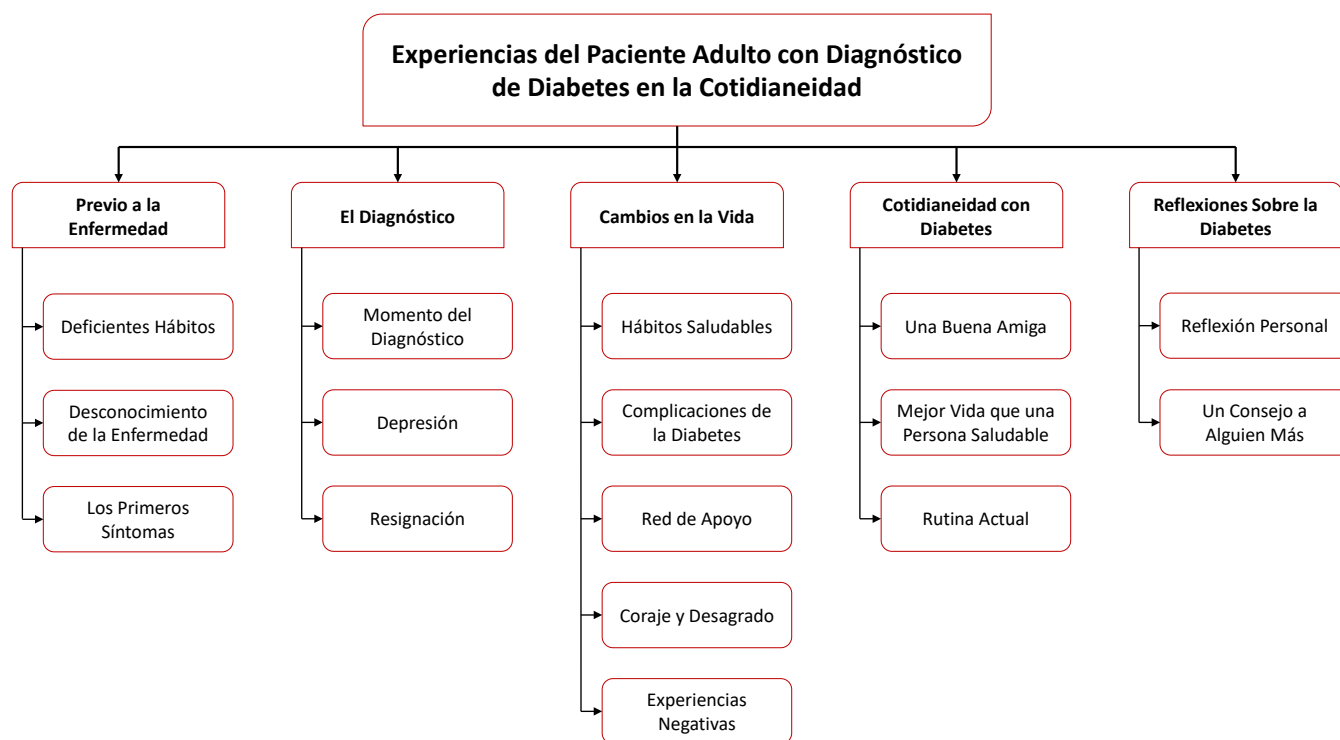 Experiencias del Paciente Adulto con Diagnóstico
de Diabetes en la Cotidianeidad
Previo a la
Enfermedad
Deficientes Hábitos
Desconocimiento
de la Enfermedad
Los Primeros
Síntomas
El Diagnóstico
Momento del
Diagnóstico
Depresión
Resignación
Cambios en la Vida
Hábitos Saludables
Complicaciones de
la Diabetes
Red de Apoyo
Coraje y Desagrado
Experiencias
Negativas
Cotidianeidad con
Diabetes
Una Buena Amiga
Mejor Vida que una
Persona Saludable
Rutina Actual
Reflexiones Sobre la
Diabetes
Reflexión Personal
Un Consejo a
Alguien Más